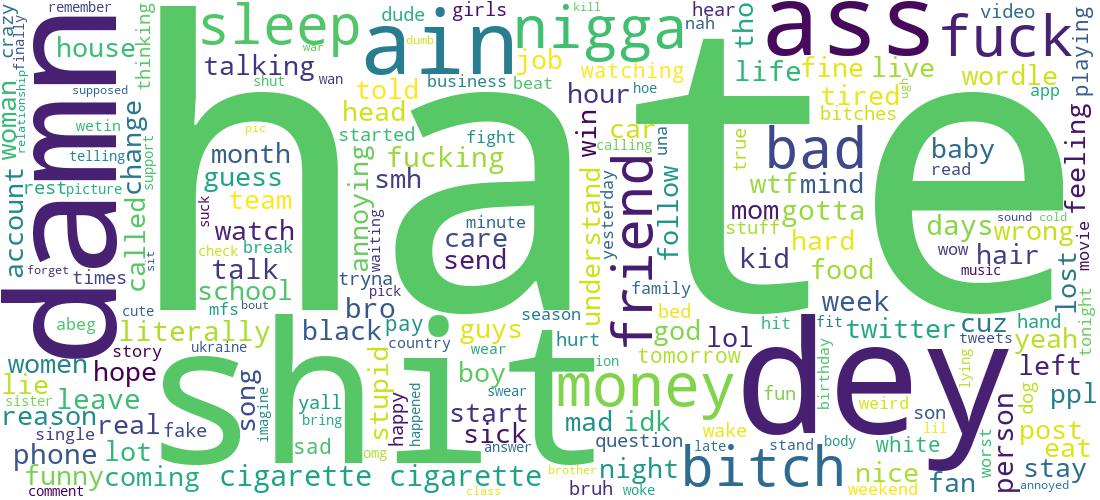 remember
crazy
finally
damn
house
thinking
sleep
ain
dude
girls
nigga
kill
hear
nah
tho
ass
video
fuck
playing
talking
war
wan
shut
dumb
job
business
beat
watching
told
head
hour
hoe
life
fine
live
wordle
app
tired
ugh
supposed
woman
relationship
account
wetin
telling
change
support
hate
pic
started
fight
win
car
calling
una
true
bitches
bad
baby
read
feeling
month
guess
annoying
fucking
smh
understand
yesterday
friend
follow
wtf
mind
rest
picture
called
sit
suck
team
watch
check
break
waiting
minute
care
send
mom
gotta
stuff
hard
kid
food
days
sound
cold
wrong
wow
hair
music
movie
lost
forget
times
talk
school
tryna
pick
family
mfs
bout
bro
week
cute
abeg
literally
black
pay
guys
season
bed
god
lol
hit
fit
twitter
cuz
hand
yeah
tonight
women
story
hope
ukraine
shit
country
wear
hurt
ion
tomorrow
dey
tweets
left
lie
sister
leave
song
imagine
stupid
boy
swear
happy
happened
money
fun
birthday
weird
lying
dog
ppl
reason
real
fake
yall
bring
start
sick
mad
idk
wake
son
lil
person
post
single
phone
lot
sad
omg
answer
question
late
bitch
stand
body
white
worst
eat
funny
coming
cigarette cigarette
brother
night
nice
fan
stay
comment
class
bruh
woke
weekend
annoyed